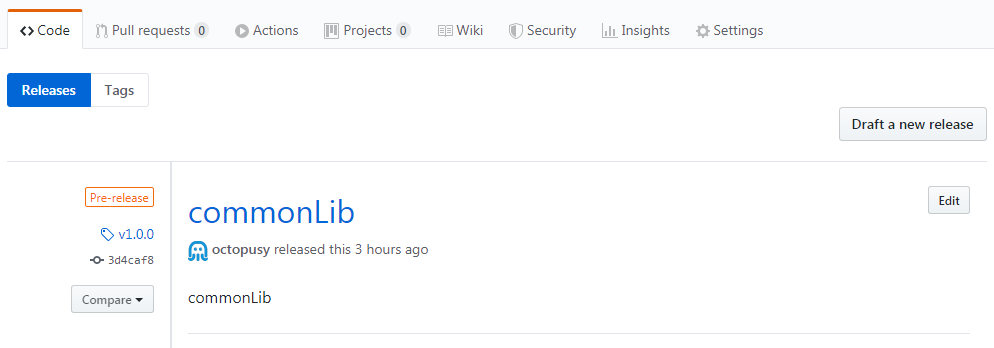 Code Pull requests 0 Actions Projects 0 Wiki Security Insights Settings
Releases Tags
Draft a new release
Pre-release
v1.0.0
3d4caf8
Compare
commonLib
Edit
octopusy released this 3 hours ago
commonLib